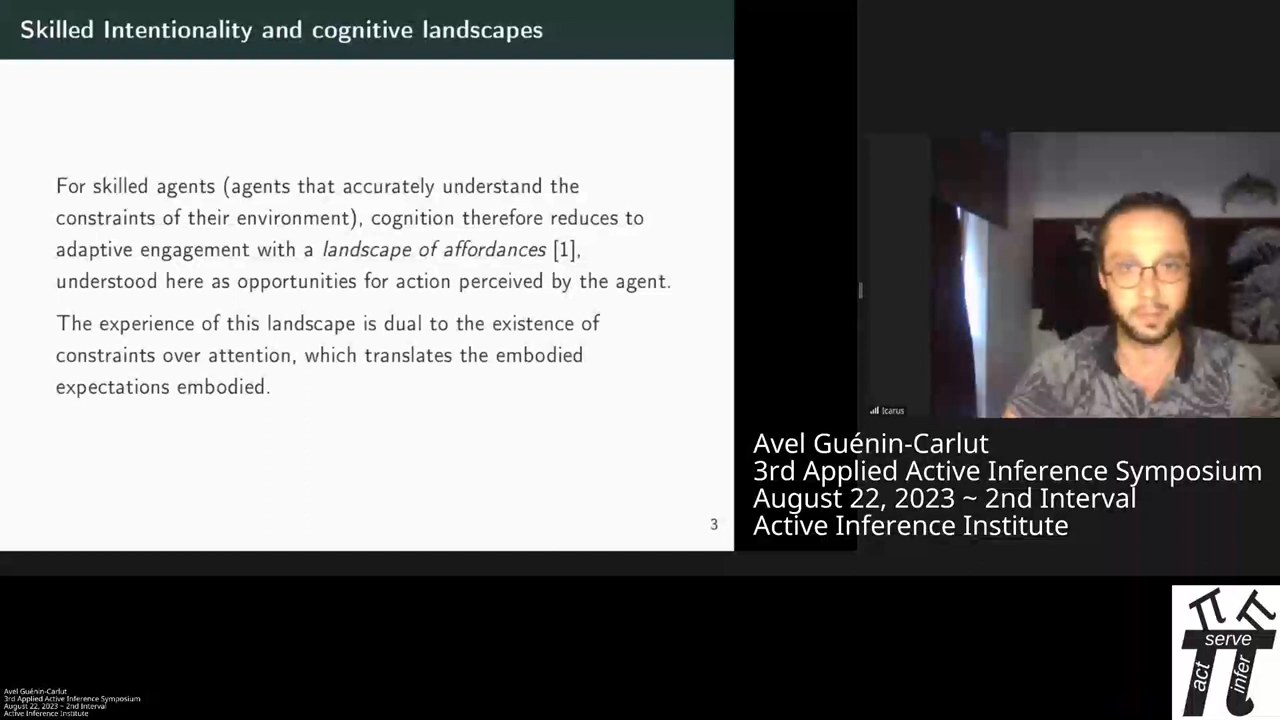 Skilled Intentionality and cognitive landscapes
For skilled agents (agents that accurately understand the
constraints of their environment), cognition therefore reduces to
adaptive engagement with a landscape of affordances [1],
understood here as opportunities for action perceived by the agent.
The experience of this landscape is dual to the existence of
constraints over attention, which translates the embodied
expectations embodied.
3
Icarus
Avel Guénin-Carlut
3rd Applied Active Inference Symposium
August 22, 2023 ~ 2nd Interval
Active Inference Institute
serve
act
infer
Avel Guénin-Carlut
3rd Applied Active Inference Symposium
August 22, 2023 ~ 2nd Interval
Active Inference Institute